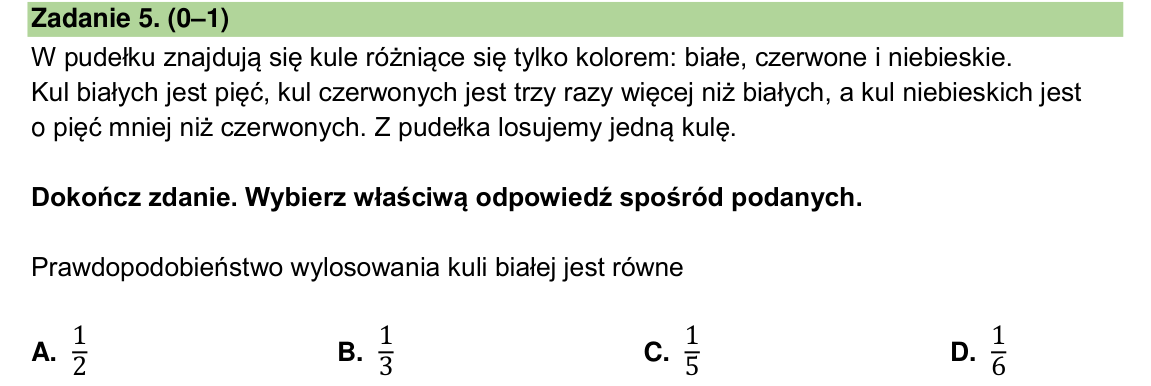 Zadanie 5. (0–1)
W pudełku znajdują się kule różniące się tylko kolorem: białe, czerwone i niebieskie.
Kul białych jest pięć, kul czerwonych jest trzy razy więcej niż białych, a kul niebieskich jest
o pięć mniej niż czerwonych. Z pudełka losujemy jedną kulę.
Dokończ zdanie. Wybierz właściwą odpowiedź spośród podanych.
Prawdopodobieństwo wylosowania kuli białej jest równe
A. 1/2 B. 1/3 C. 1/5 D. 1/6